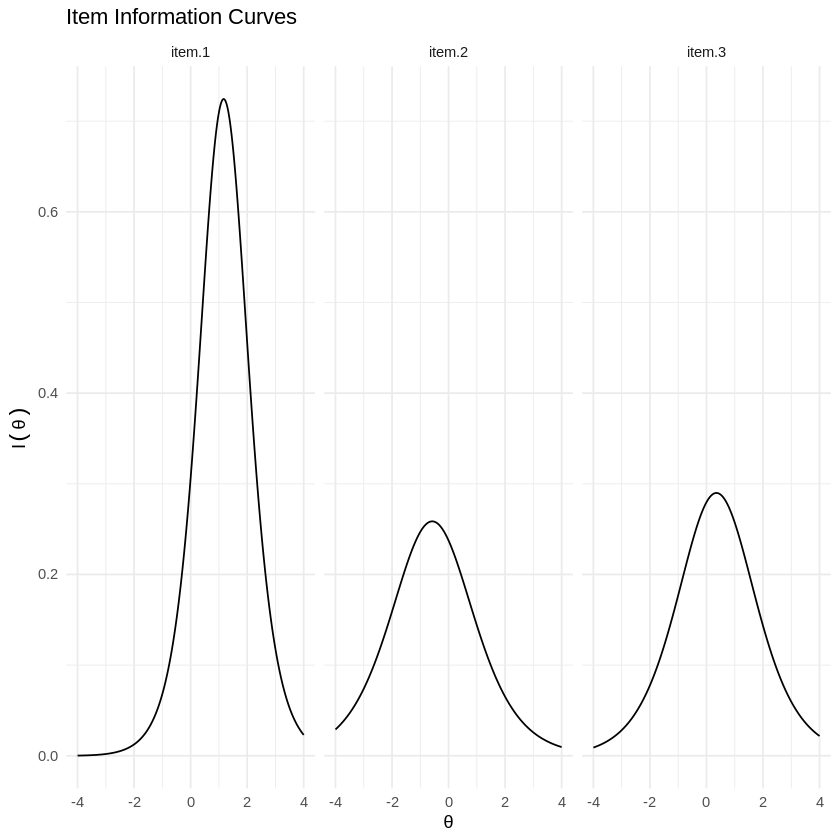 Item Information Curves
item.1 item.2 item.3
I(θ)
0.6
0.4
0.2
0.0
-4 -2 0 2 4 -4 -2 0 2 4 -4 -2 0 2 4
θ